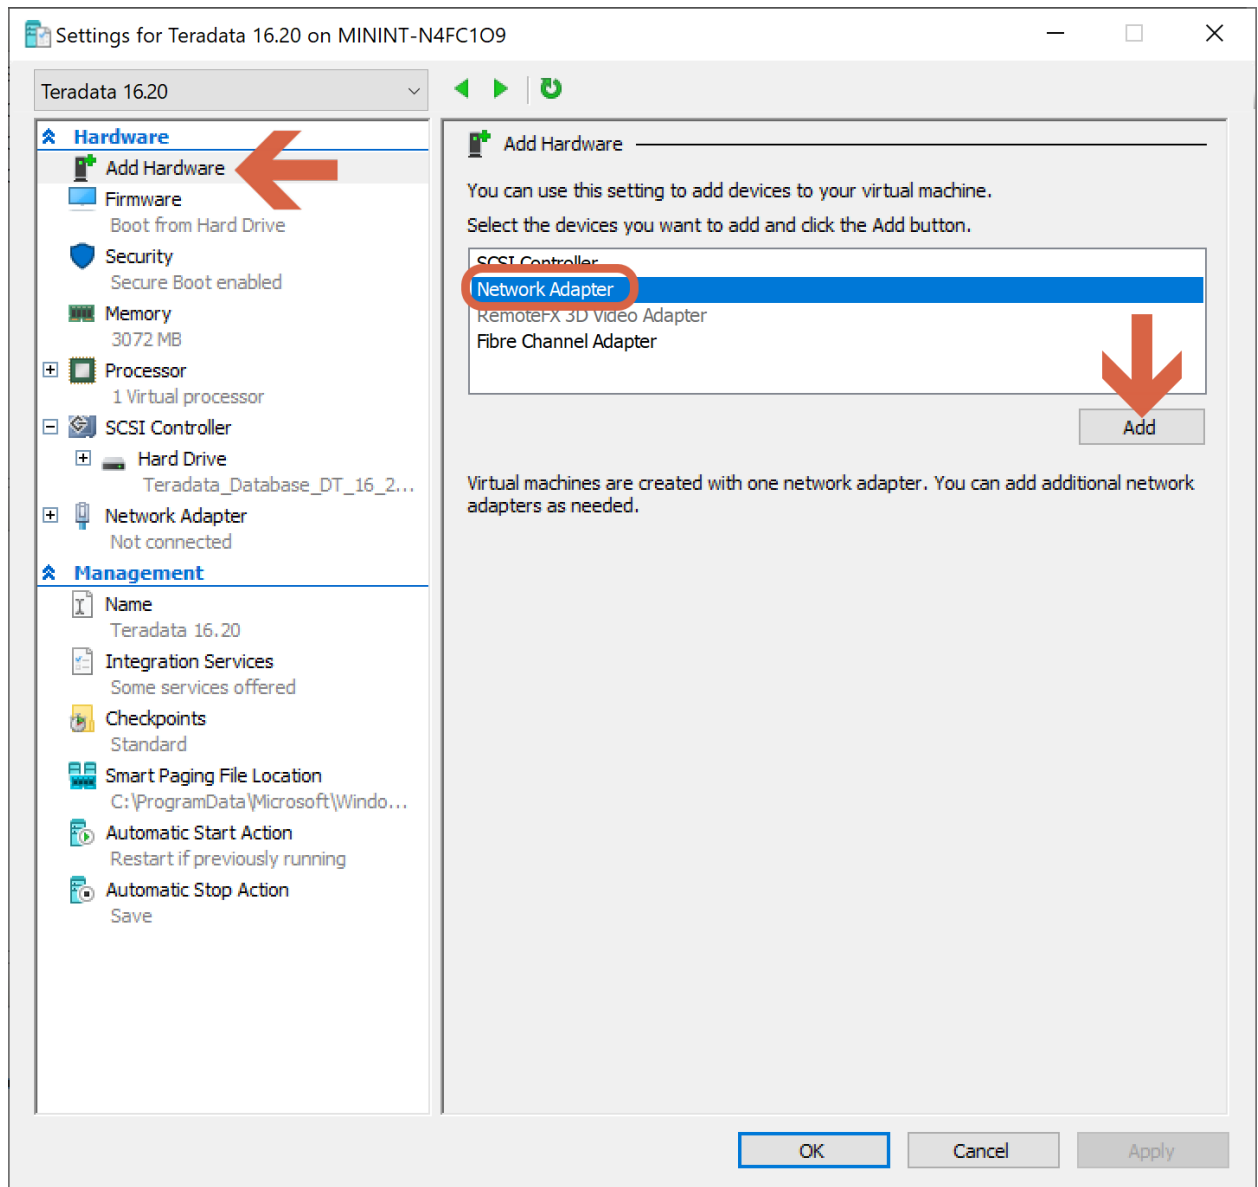 Settings for Teradata 16.20 on MININT-N4FC1O9
Teradata 16.20
Hardware
Add Hardware
Firmware
Boot from Hard Drive
Security
Secure Boot enabled
Memory
3072 MB
Processor
1 Virtual processor
SCSI Controller
Hard Drive
Teradata_Database_DT_16_2...
Network Adapter
Not connected
Management
Name
Teradata 16.20
Integration Services
Some services offered
Checkpoints
Standard
Smart Paging File Location
C:\ProgramData\Microsoft\Windo...
Automatic Start Action
Restart if previously running
Automatic Stop Action
Save
Add Hardware
You can use this setting to add devices to your virtual machine.
Select the devices you want to add and click the Add button.
SCSI Controller
Network Adapter
RemoteFX 3D Video Adapter
Fibre Channel Adapter
Add
Virtual machines are created with one network adapter. You can add additional network
adapters as needed.
OK
Cancel
Apply